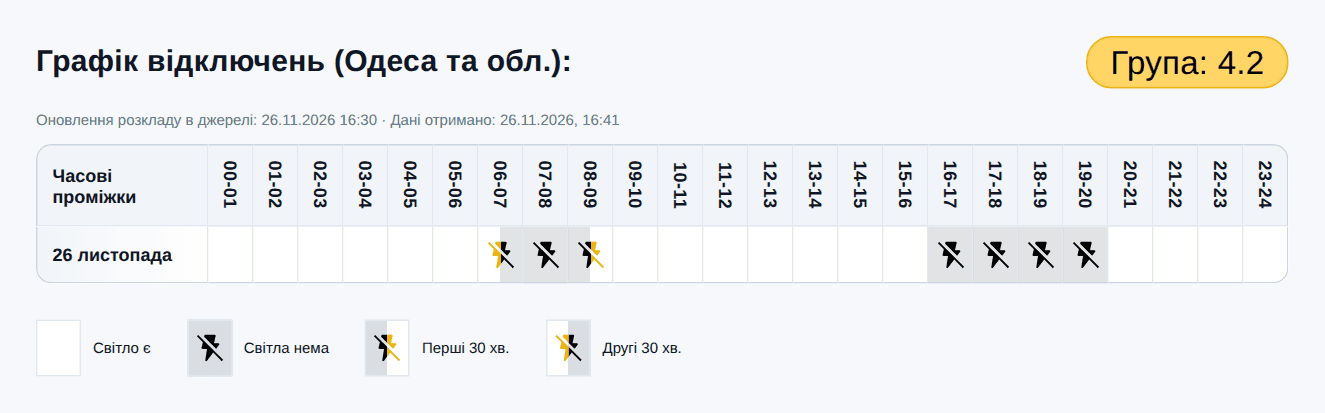 Графік відключень (Одеса та обл.):
Група: 4.2
Оновлення розкладу в джерелі: 26.11.2026 16:30 · Дані отримано: 26.11.2026, 16:41
Часові
проміжки
00-01 01-02 02-03 03-04 04-05 05-06 06-07 07-08 08-09 09-10 10-11 11-12 12-13 13-14 14-15 15-16 16-17 17-18 18-19 19-20 20-21 21-22 22-23 23-24
26 листопада
Світло є Світла нема Перші 30 хв. Другі 30 хв.